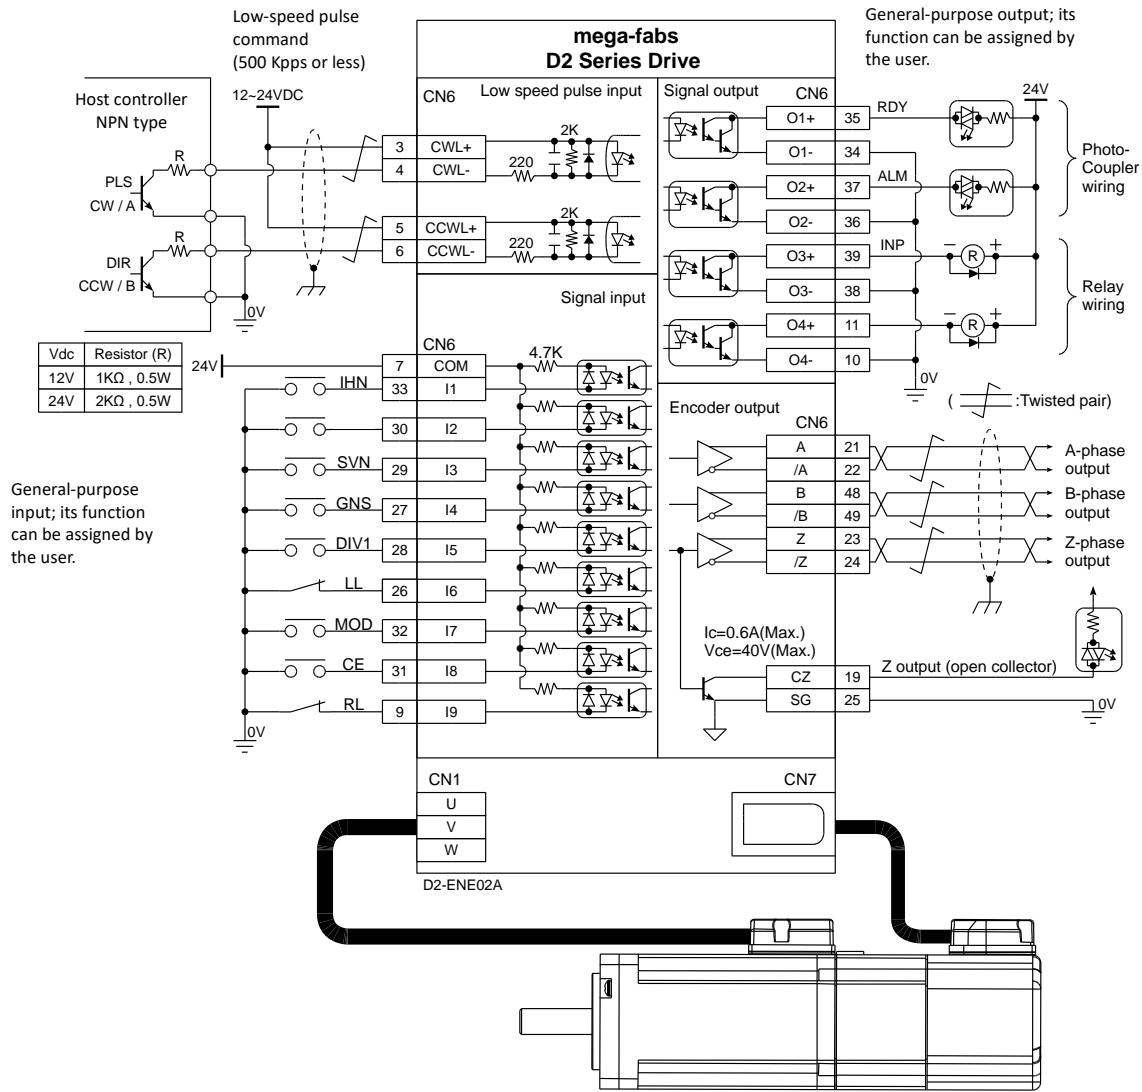 Low-speed pulse
command
(500 Kpps or less)
mega-fabs
D2 Series Drive
General-purpose output; its
function can be assigned by
the user.
Host controller
NPN type
12~24VDC
R
PLS
CW / A
R
DIR
CCW / B
0V
CN6
Low speed pulse input
3 CWL+
4 CWL-
2K
220
5 CCWL+
6 CCWL-
2K
220
Signal output
CN6
O1+ 35 RDY
O1- 34
O2+ 37 ALM
O2- 36
O3+ 39 INP
O3- 38
O4+ 11
O4- 10
24V
Photo-
Coupler
wiring
− R +
− R +
Relay
wiring
0V
Vdc Resistor (R)
12V 1KΩ , 0.5W
24V 2KΩ , 0.5W
Signal input
CN6
4.7K
24V 7 COM
IHN 33 I1
30 I2
SVN 29 I3
GNS 27 I4
DIV1 28 I5
LL 26 I6
MOD 32 I7
CE 31 I8
RL 9 I9
0V
General-purpose
input; its function
can be assigned by
the user.
( :Twisted pair)
Encoder output
CN6
A 21
/A 22
A-phase
output
B 48
/B 49
B-phase
output
Z 23
/Z 24
Z-phase
output
Ic=0.6A(Max.)
Vce=40V(Max.)
CZ 19 Z output (open collector)
SG 25
0V
CN1
U
V
W
CN7
D2-ENE02A